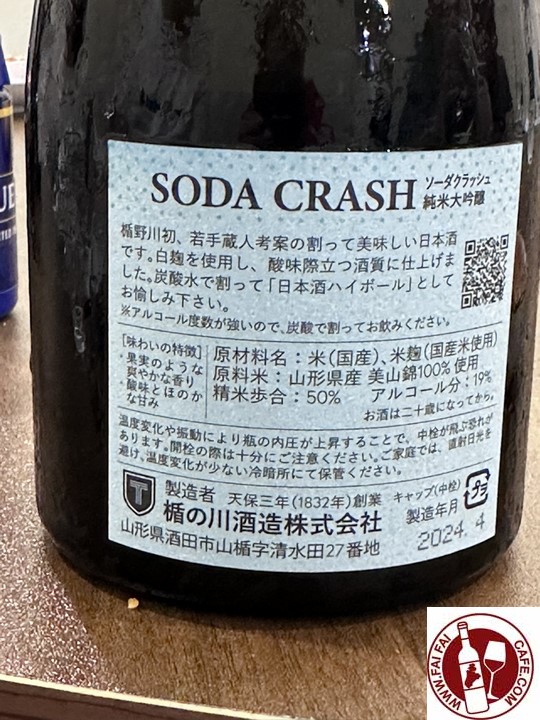 SODA CRASH ソーダクラッシュ 純米大吟醸
楯野川初、若手蔵人考案の割って美味しい日本酒
です。白麹を使用し、酸味際立つ酒質に仕上げま
した。炭酸水で割って「日本酒ハイボール」として
お愉しみ下さい。
※アルコール度数が強いので、炭酸で割ってお飲みください。
[味わいの特徴]
・果実のような
爽やかな香り
・酸味とほのか
な甘み
原材料名：米（国産）、米麹（国産米使用）
原料米：山形県産 美山錦100% 使用
精米歩合：50% アルコール分：19%
お酒は二十歳になってから。
温度変化や振動により瓶の内圧が上昇することで、中栓が飛ぶ恐れが
あります。開栓の際は十分にご注意ください。ご家庭では、直射日光を
避け、温度変化が少ない冷暗所にて保管ください。
製造者 天保三年（1832年）創業
楯の川酒造株式会社
山形県酒田市山楯字清水田27番地
キャップ（中栓）
プラ
製造年月
2024.4
WWW.FAI FAI CAFE.COM